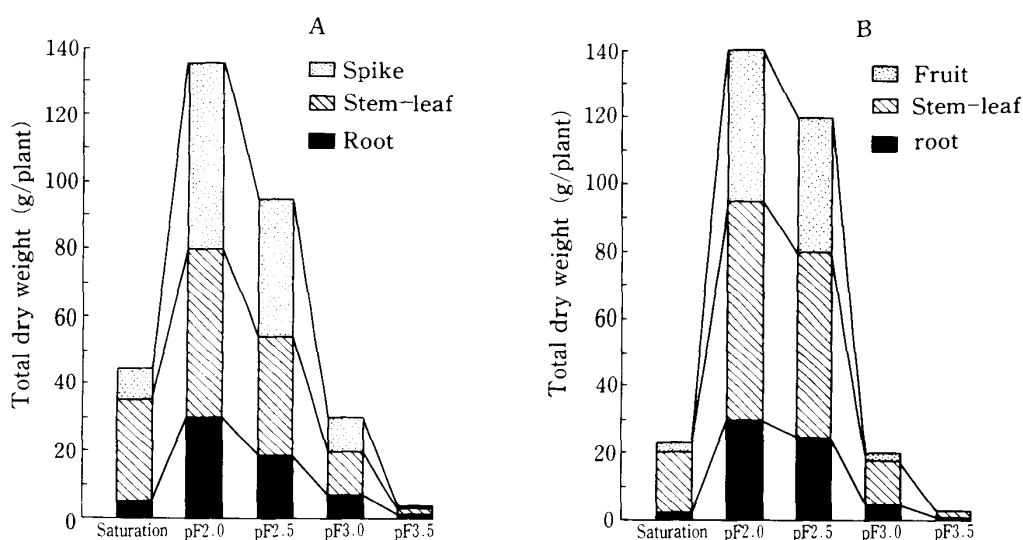 A
Total dry weight (g/plant)
140
120
100
80
60
40
20
0
Spike
Stem-leaf
Root
Saturation pF2.0 pF2.5 pF3.0 pF3.5
B
Total dry weight (g/plant)
140
120
100
80
60
40
20
0
Fruit
Stem-leaf
root
Saturation pF2.0 pF2.5 pF3.0 pF3.5